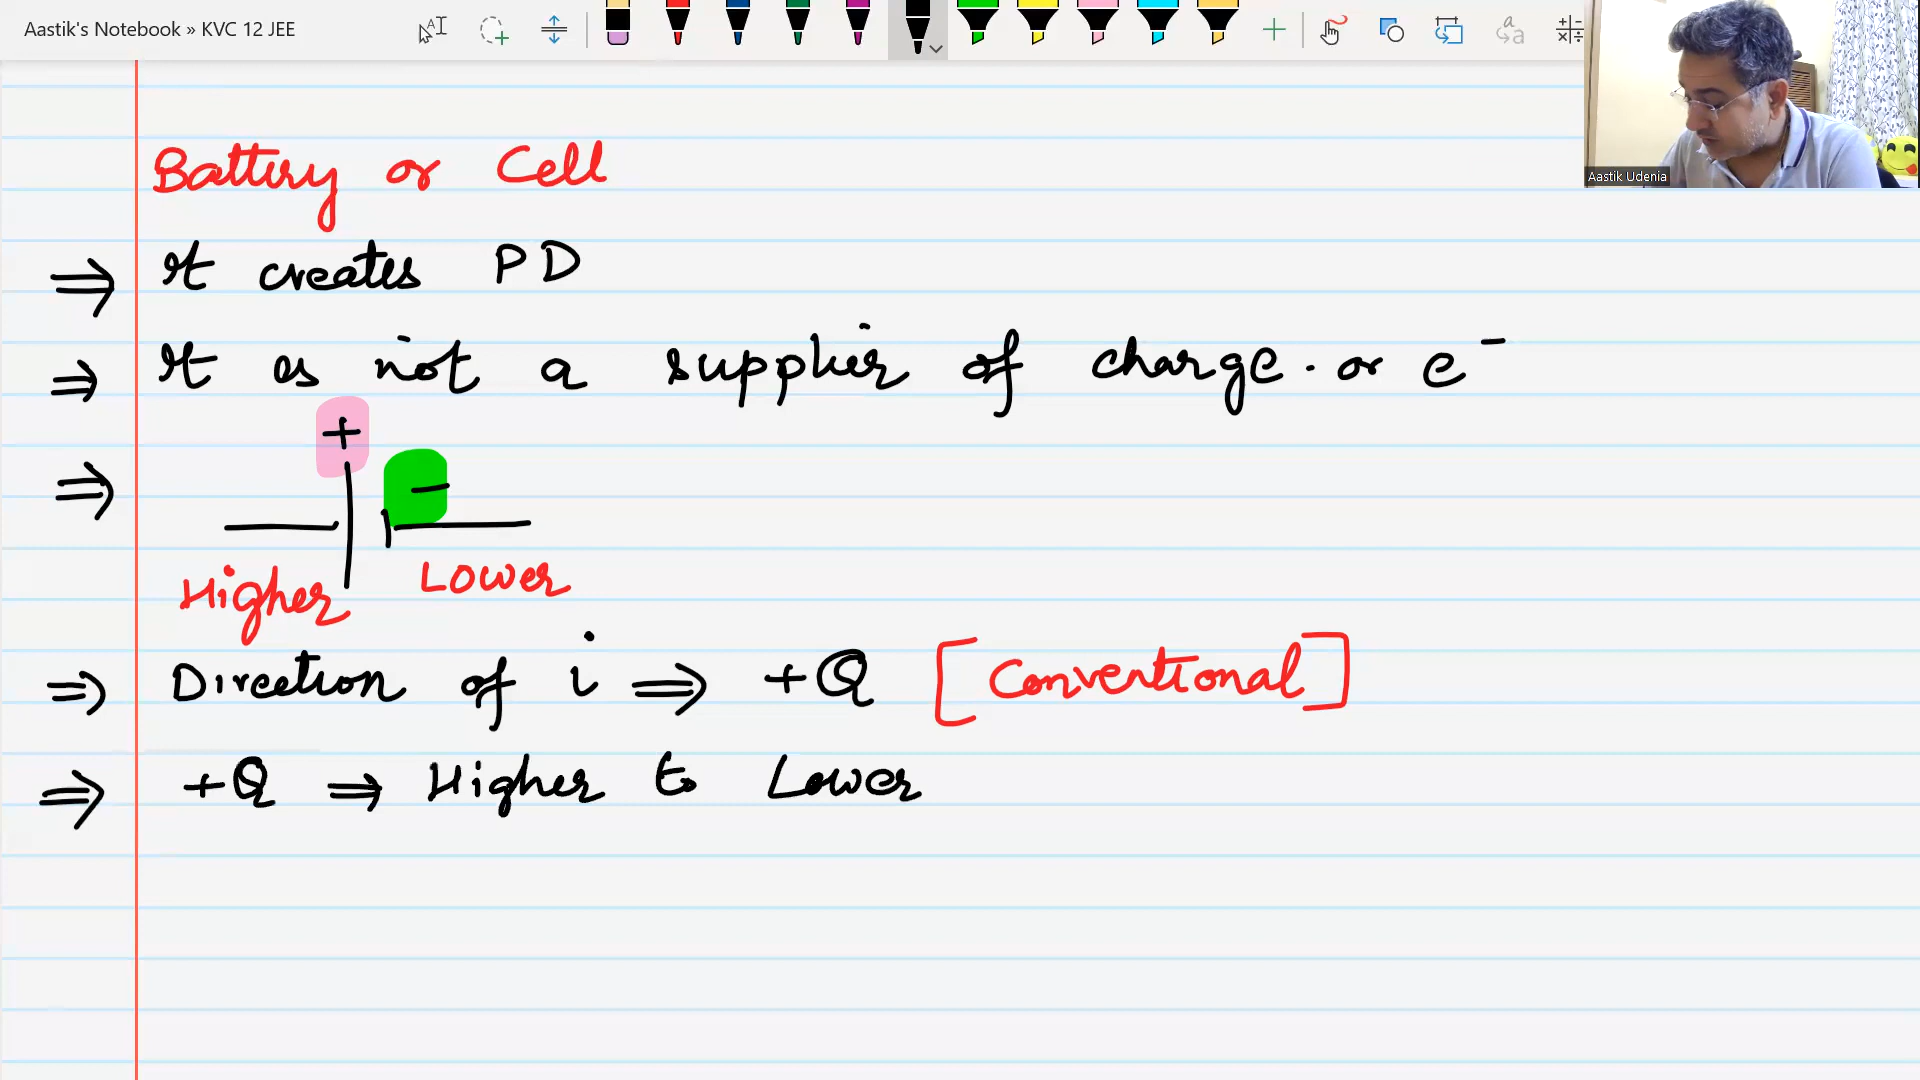 Aastik's Notebook » KVC 12 JEE
Aastik Udenia
Battery or Cell
⇒ It creates PD
⇒ It is not a supplier of charge. or e⁻
⇒ + −
Higher Lower
⇒ Direction of i ⇒ +Q [Conventional]
⇒ +Q ⇒ Higher to Lower